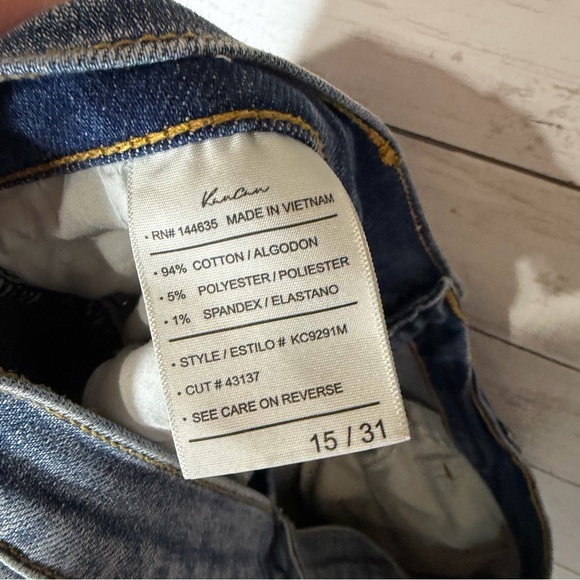 KanCan
• RN# 144635 MADE IN VIETNAM
• 94% COTTON / ALGODON
• 5% POLYESTER / POLIESTER
• 1% SPANDEX / ELASTANO
• STYLE / ESTILO # KC9291M
• CUT # 43137
• SEE CARE ON REVERSE
15 / 31